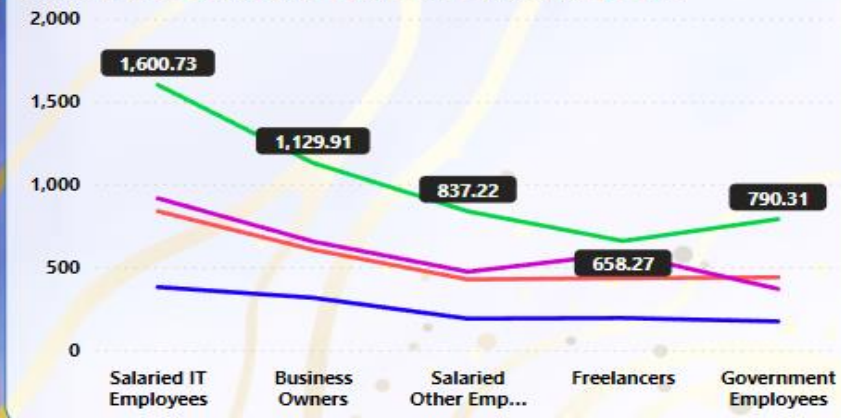 2,000
1,600.73
1,500
1,129.91
1,000
837.22
790.31
500
658.27
0
Salaried IT
Employees
Business
Owners
Salaried
Other Emp...
Freelancers
Government
Employees